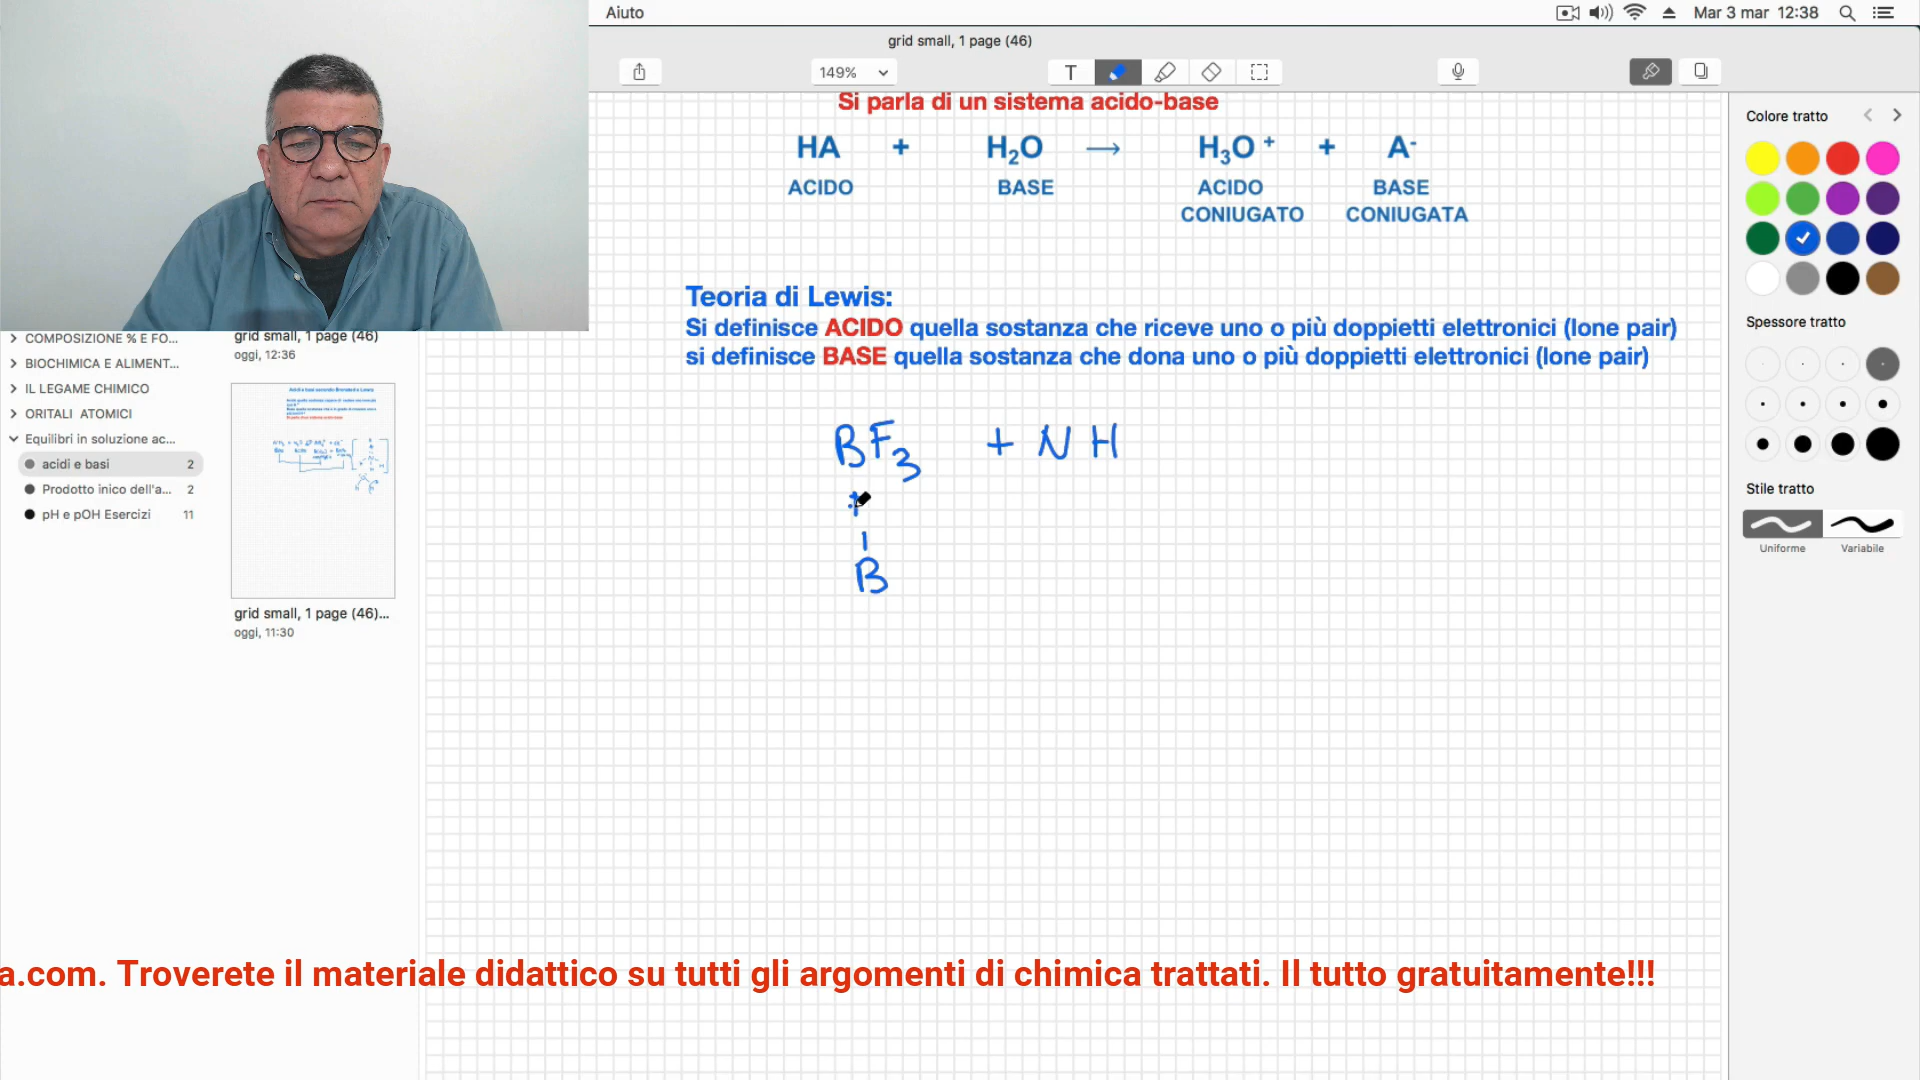 Aiuto
Mar 3 mar 12:38
grid small, 1 page (46)
149%
T
Si parla di un sistema acido-base
HA + H₂O → H₃O⁺ + A⁻
ACIDO BASE ACIDO BASE
CONIUGATO CONIUGATA
Teoria di Lewis:
Si definisce ACIDO quella sostanza che riceve uno o più doppietti elettronici (lone pair)
si definisce BASE quella sostanza che dona uno o più doppietti elettronici (lone pair)
BF₃ + N H
B
COMPOSIZIONE % E FO...
BIOCHIMICA E ALIMENT...
IL LEGAME CHIMICO
ORITALI ATOMICI
Equilibri in soluzione ac...
acidi e basi 2
Prodotto inico dell'a... 2
pH e pOH Esercizi 11
grid small, 1 page (46)
oggi, 12:36
Acidi e basi secondo Bronsted e Lewis
grid small, 1 page (46)...
oggi, 11:30
Colore tratto
Spessore tratto
Stile tratto
Uniforme Variabile
a.com. Troverete il materiale didattico su tutti gli argomenti di chimica trattati. Il tutto gratuitamente!!!